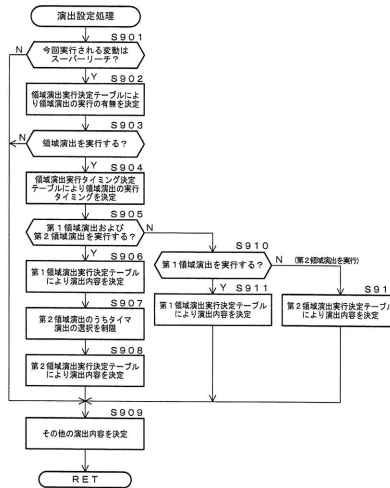 演出設定処理
S901
N
今回実行される変動は
スーパーリーチ？
Y
S902
領域演出実行決定テーブルによ
り領域演出の実行の有無を決定
S903
N
領域演出を実行する？
Y
S904
領域演出実行タイミング決定
テーブルにより領域演出の実行
タイミングを決定
S905
第1領域演出および
第2領域演出を実行する？
N
Y
S906
第1領域演出実行決定テーブル
により演出内容を決定
S907
第2領域演出のうちタイマ
演出の選択を制限
S908
第2領域演出実行決定テーブル
により演出内容を決定
S910
第1領域演出を実行する？
N
(第2領域演出を実行)
Y
S911
第1領域演出実行決定テーブル
により演出内容を決定
S91
第2領域演出実行決定テーブル
により演出内容を決定
S909
その他の演出内容を決定
RET